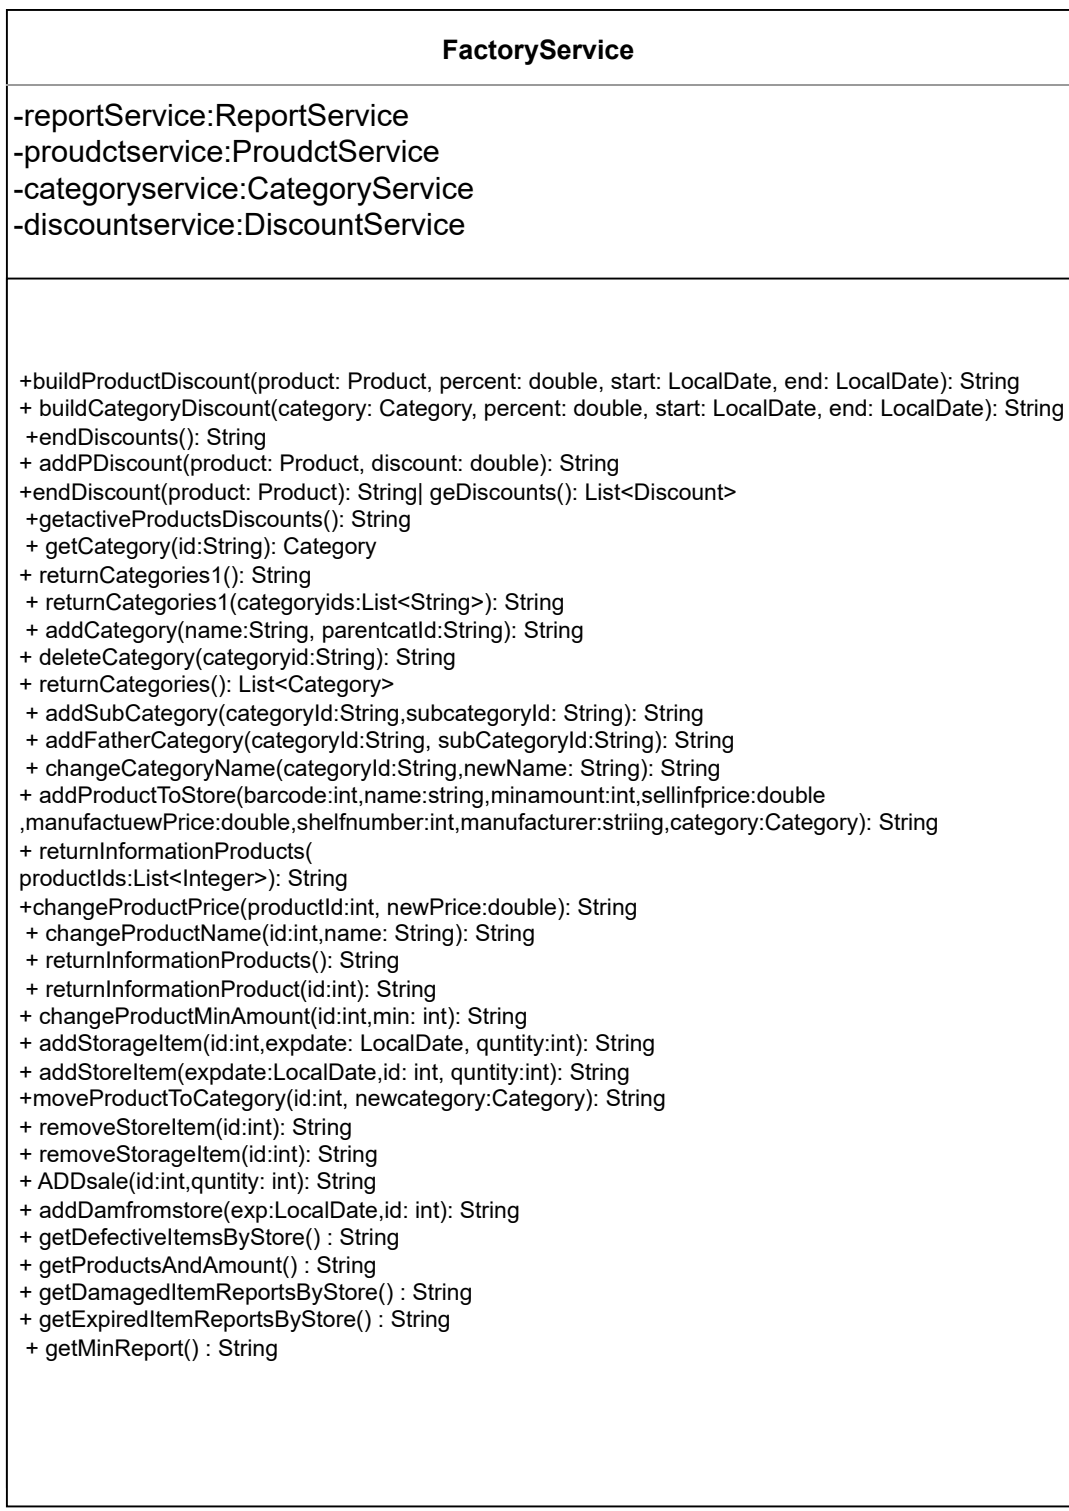 FactoryService
-reportService:ReportService
-proudctservice:ProudctService
-categoryservice:CategoryService
-discountservice:DiscountService
+buildProductDiscount(product: Product, percent: double, start: LocalDate, end: LocalDate): String
+ buildCategoryDiscount(category: Category, percent: double, start: LocalDate, end: LocalDate): String
+endDiscounts(): String
+ addPDiscount(product: Product, discount: double): String
+endDiscount(product: Product): String| geDiscounts(): List<Discount>
+getactiveProductsDiscounts(): String
+ getCategory(id:String): Category
+ returnCategories1(): String
+ returnCategories1(categoryids:List<String>): String
+ addCategory(name:String, parentcatId:String): String
+ deleteCategory(categoryid:String): String
+ returnCategories(): List<Category>
+ addSubCategory(categoryId:String,subcategoryId: String): String
+ addFatherCategory(categoryId:String, subCategoryId:String): String
+ changeCategoryName(categoryId:String,newName: String): String
+ addProductToStore(barcode:int,name:string,minamount:int,sellinfprice:double
,manufactuewPrice:double,shelfnumber:int,manufacturer:striing,category:Category): String
+ returnInformationProducts(
productIds:List<Integer>): String
+changeProductPrice(productId:int, newPrice:double): String
+ changeProductName(id:int,name: String): String
+ returnInformationProducts(): String
+ returnInformationProduct(id:int): String
+ changeProductMinAmount(id:int,min: int): String
+ addStorageItem(id:int,expdate: LocalDate, quntity:int): String
+ addStoreItem(expdate:LocalDate,id: int, quntity:int): String
+moveProductToCategory(id:int, newcategory:Category): String
+ removeStoreItem(id:int): String
+ removeStorageItem(id:int): String
+ ADDsale(id:int,quntity: int): String
+ addDamfromstore(exp:LocalDate,id: int): String
+ getDefectiveItemsByStore() : String
+ getProductsAndAmount() : String
+ getDamagedItemReportsByStore() : String
+ getExpiredItemReportsByStore() : String
+ getMinReport() : String